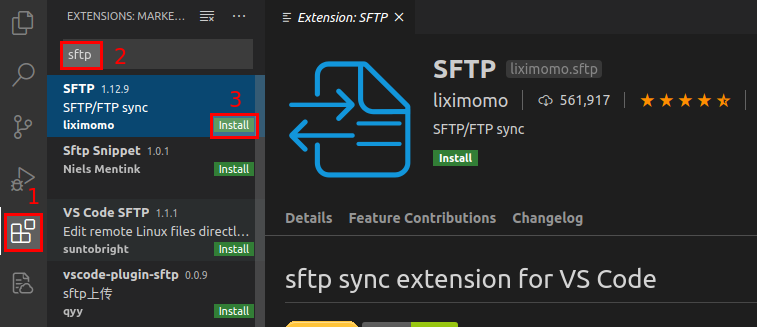 EXTENSIONS: MARKE...
sftp
2
SFTP 1.12.9
3
SFTP/FTP sync
liximomo Install
Sftp Snippet 1.0.1
Niels Mentink Install
1
VS Code SFTP 1.1.1
Edit remote Linux files directl...
suntobright Install
vscode-plugin-sftp 0.0.9
sftp上传
qyy Install
Extension: SFTP
SFTP liximomo.sftp
liximomo 561,917
SFTP/FTP sync
Install
Details Feature Contributions Changelog
sftp sync extension for VS Code